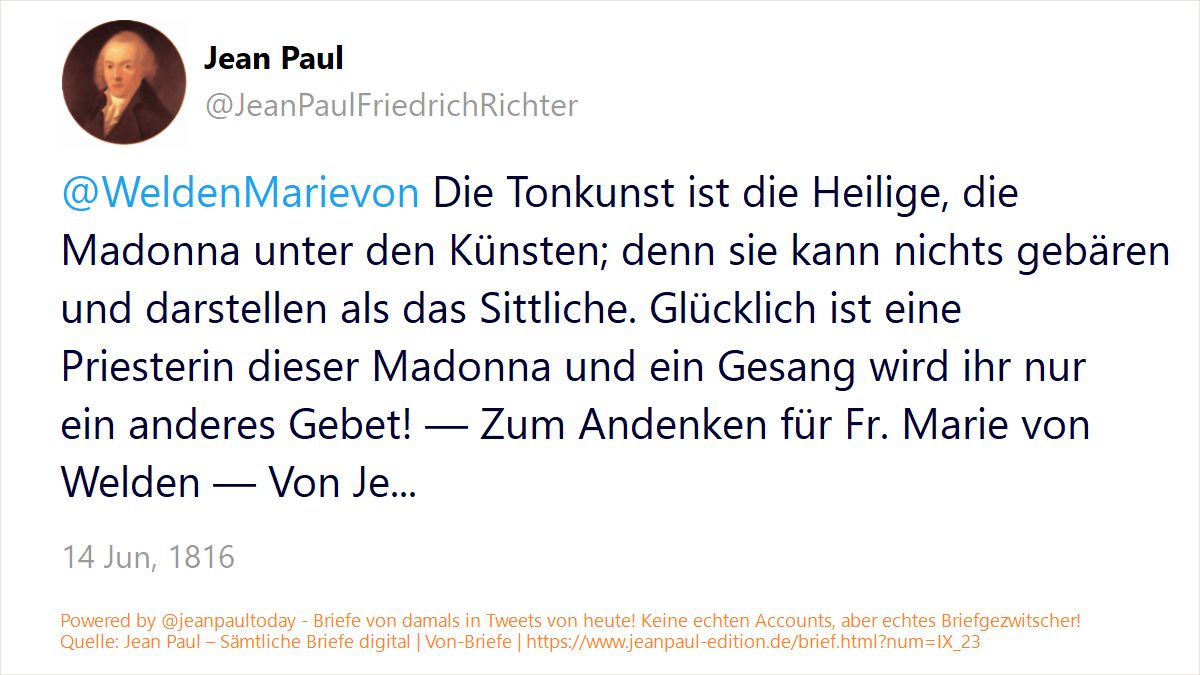 Jean Paul
@JeanPaulFriedrichRichter
@WeldenMarievon Die Tonkunst ist die Heilige, die
Madonna unter den Künsten; denn sie kann nichts gebären
und darstellen als das Sittliche. Glücklich ist eine
Priesterin dieser Madonna und ein Gesang wird ihr nur
ein anderes Gebet! — Zum Andenken für Fr. Marie von
Welden — Von Je...
14 Jun, 1816
Powered by @jeanpaultoday - Briefe von damals in Tweets von heute! Keine echten Accounts, aber echtes Briefgezwitscher!
Quelle: Jean Paul – Sämtliche Briefe digital | Von-Briefe | https://www.jeanpaul-edition.de/brief.html?num=IX_23